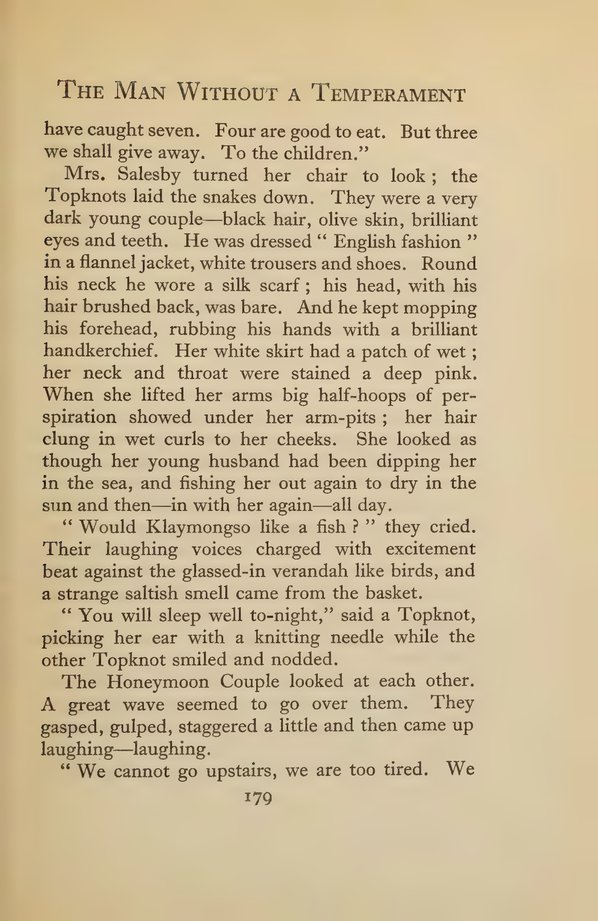 The Man Without a Temperament
have caught seven. Four are good to eat. But three
we shall give away. To the children.”
Mrs. Salesby turned her chair to look ; the
Topknots laid the snakes down. They were a very
dark young couple—black hair, olive skin, brilliant
eyes and teeth. He was dressed “ English fashion ”
in a flannel jacket, white trousers and shoes. Round
his neck he wore a silk scarf ; his head, with his
hair brushed back, was bare. And he kept mopping
his forehead, rubbing his hands with a brilliant
handkerchief. Her white skirt had a patch of wet ;
her neck and throat were stained a deep pink.
When she lifted her arms big half-hoops of per-
spiration showed under her arm-pits ; her hair
clung in wet curls to her cheeks. She looked as
though her young husband had been dipping her
in the sea, and fishing her out again to dry in the
sun and then—in with her again—all day.
“ Would Klaymongso like a fish ? ” they cried.
Their laughing voices charged with excitement
beat against the glassed-in verandah like birds, and
a strange saltish smell came from the basket.
“ You will sleep well to-night,” said a Topknot,
picking her ear with a knitting needle while the
other Topknot smiled and nodded.
The Honeymoon Couple looked at each other.
A great wave seemed to go over them. They
gasped, gulped, staggered a little and then came up
laughing—laughing.
“ We cannot go upstairs, we are too tired. We
179